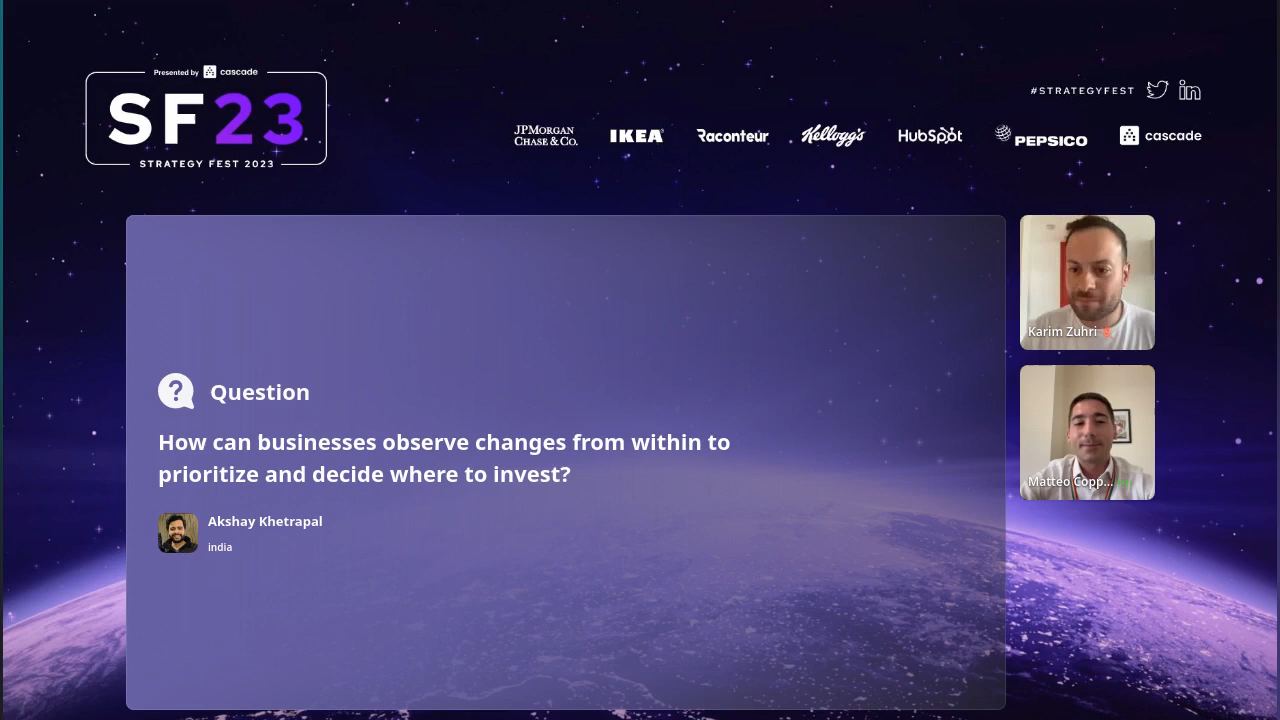 Presented by cascade
SF23
STRATEGY FEST 2023
#STRATEGYFEST
JPMORGAN CHASE & CO.
IKEA
Raconteur
Kellogg's
HubSpot
PEPSICO
cascade
Question
How can businesses observe changes from within to
prioritize and decide where to invest?
Akshay Khetrapal
india
Karim Zuhri
Matteo Copp...